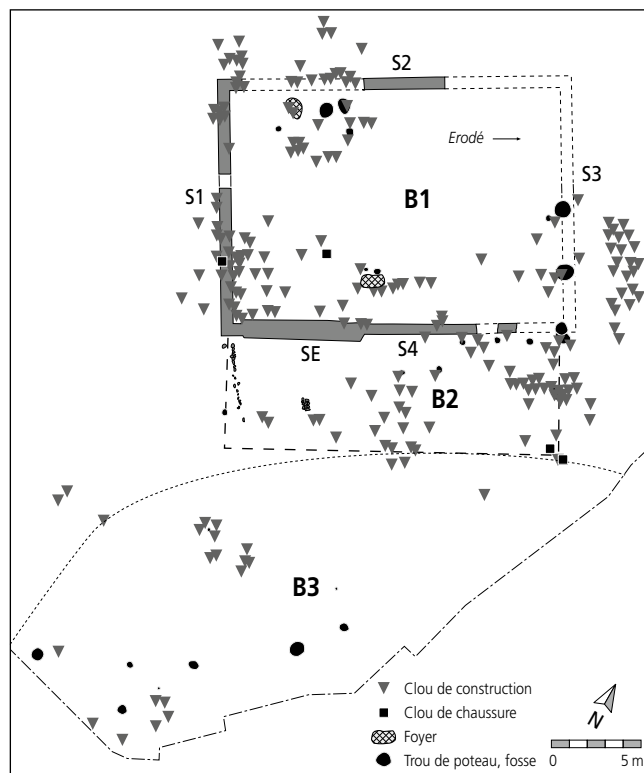 S2
Erodé
S3
S1
B1
SE
S4
B2
B3
Clou de construction
Clou de chaussure
Foyer
Trou de poteau, fosse
N
0 5 m